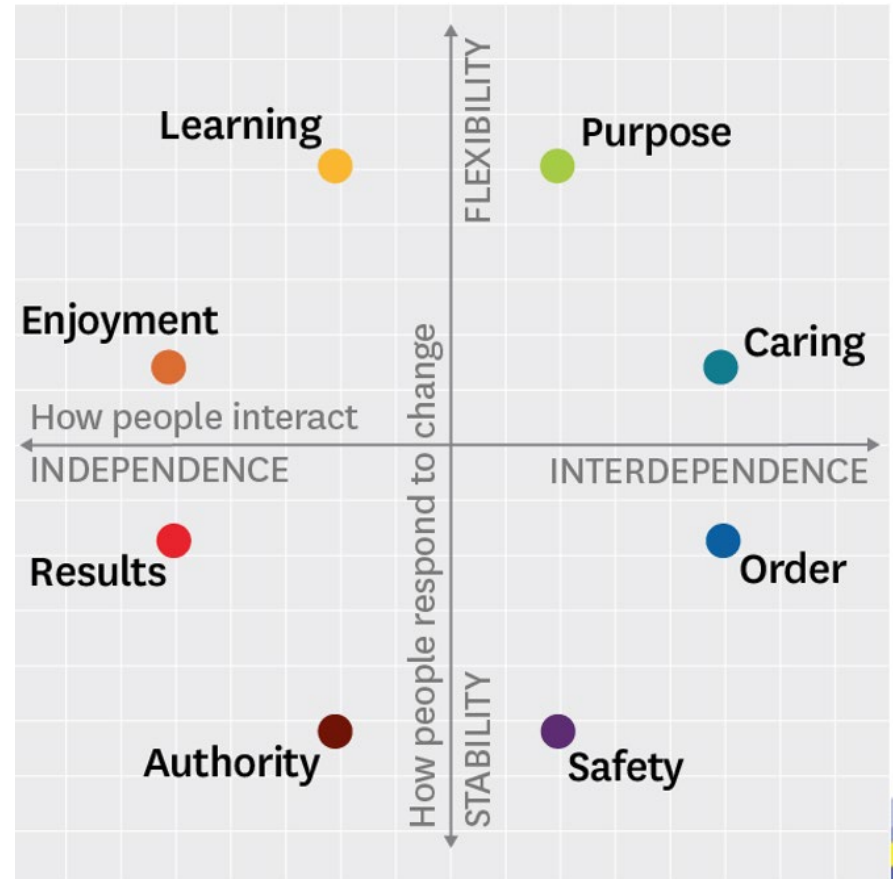 FLEXIBILITY
Learning
Purpose
Enjoyment
Caring
How people interact
How people respond to change
INDEPENDENCE
INTERDEPENDENCE
Results
Order
STABILITY
Authority
Safety